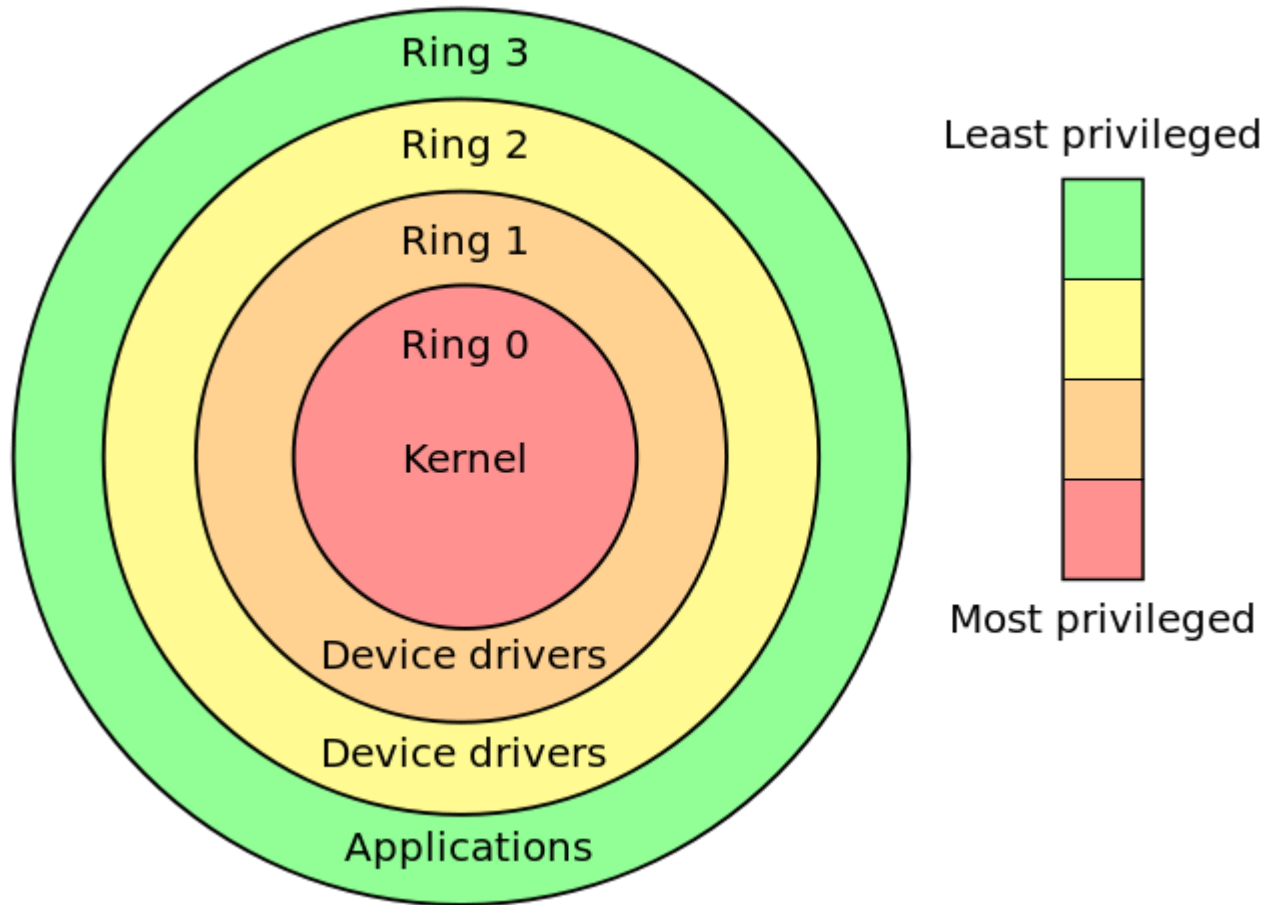 Ring 3
Ring 2
Ring 1
Ring 0
Kernel
Device drivers
Device drivers
Applications
Least privileged
Most privileged